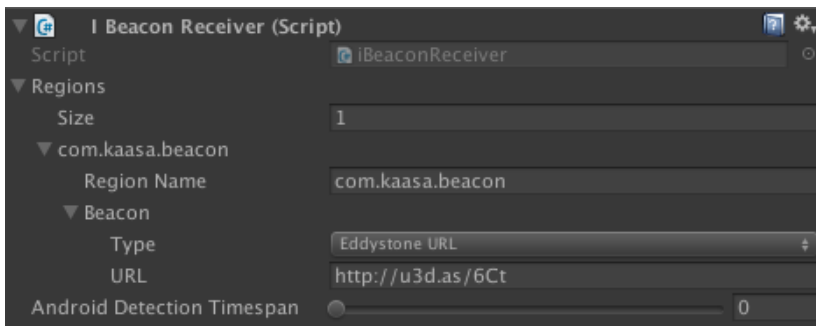 I Beacon Receiver (Script)
Script iBeaconReceiver
Regions
Size 1
com.kaasa.beacon
Region Name com.kaasa.beacon
Beacon
Type Eddystone URL
URL http://u3d.as/6Ct
Android Detection Timespan 0